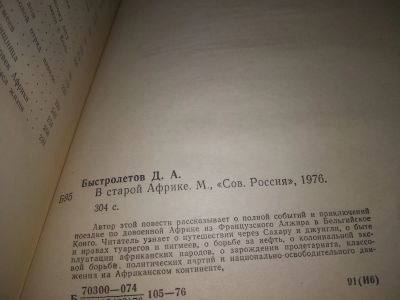 Быстролетов Д. А.
Б96
В старой Африке. М., «Сов. Россия», 1976.
304 с.
Автор этой повести рассказывает о полной событий и приключений
поездке по довоенной Африке из Французского Алжира в Бельгийское
Конго. Читатель узнает о путешествии через Сахару и джунгли, о быте
и нравах туарегов и пигмеев, о борьбе за нефть, о колониальной экс-
плуатации африканских народов, о зарождении пролетариата, классо-
вой борьбе, политических партий и национально-освободительного дви-
жения на Африканском континенте,
70300—074
Б
105—76
91(И6)